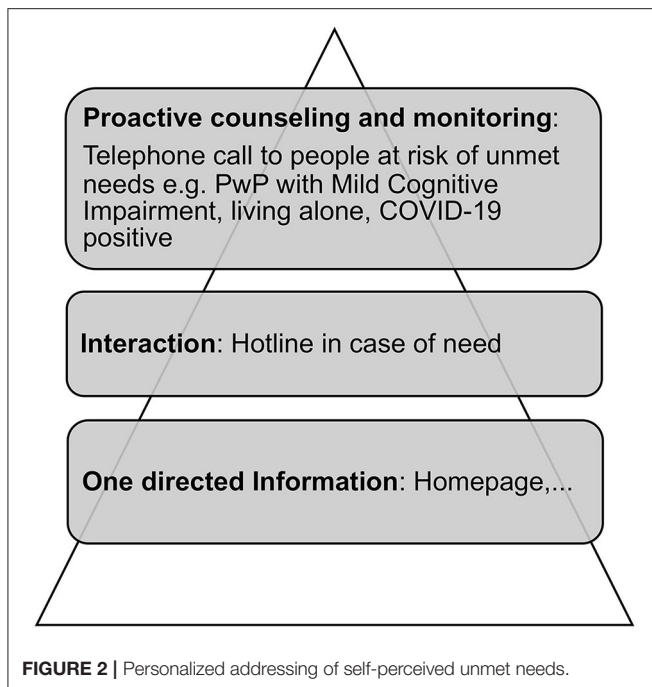 Proactive counseling and monitoring:
Telephone call to people at risk of unmet
needs e.g. PwP with Mild Cognitive
Impairment, living alone, COVID-19
positive
Interaction: Hotline in case of need
One directed Information: Homepage,...
FIGURE 2 | Personalized addressing of self-perceived unmet needs.